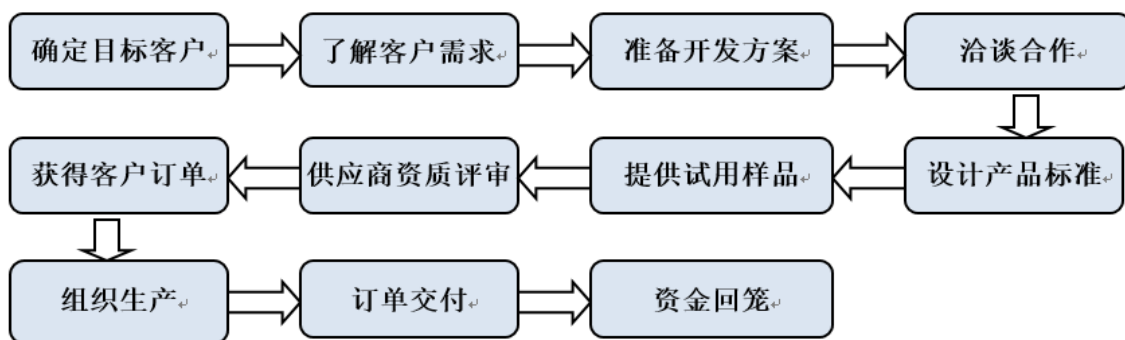 确定目标客户
了解客户需求
准备开发方案
洽谈合作
设计产品标准
提供试用样品
供应商资质评审
获得客户订单
组织生产
订单交付
资金回笼